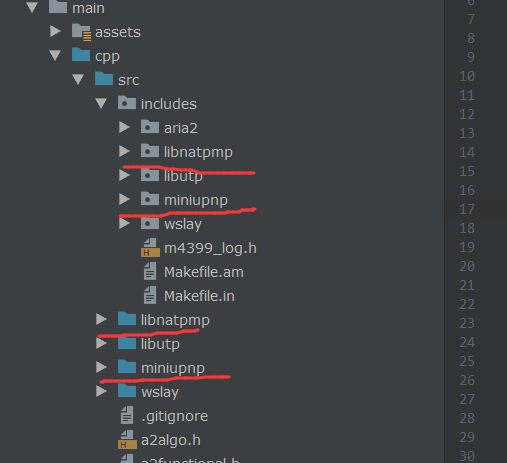 main
assets
cpp
src
includes
aria2
libnatpmp
libutp
miniupnp
wslay
m4399_log.h
Makefile.am
Makefile.in
libnatpmp
libutp
miniupnp
wslay
.gitignore
a2algo.h
a2functional.h
6
7
8
9
10
11
12
13
14
15
16
17
18
19
20
21
22
23
24
25
26
27
28
29
30